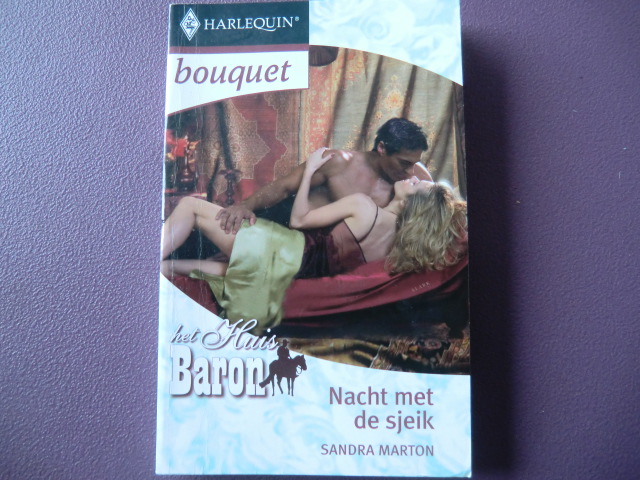 HARLEQUIN®
bouquet
het Huis
Baron
Nacht met
de sjeik
SANDRA MARTON